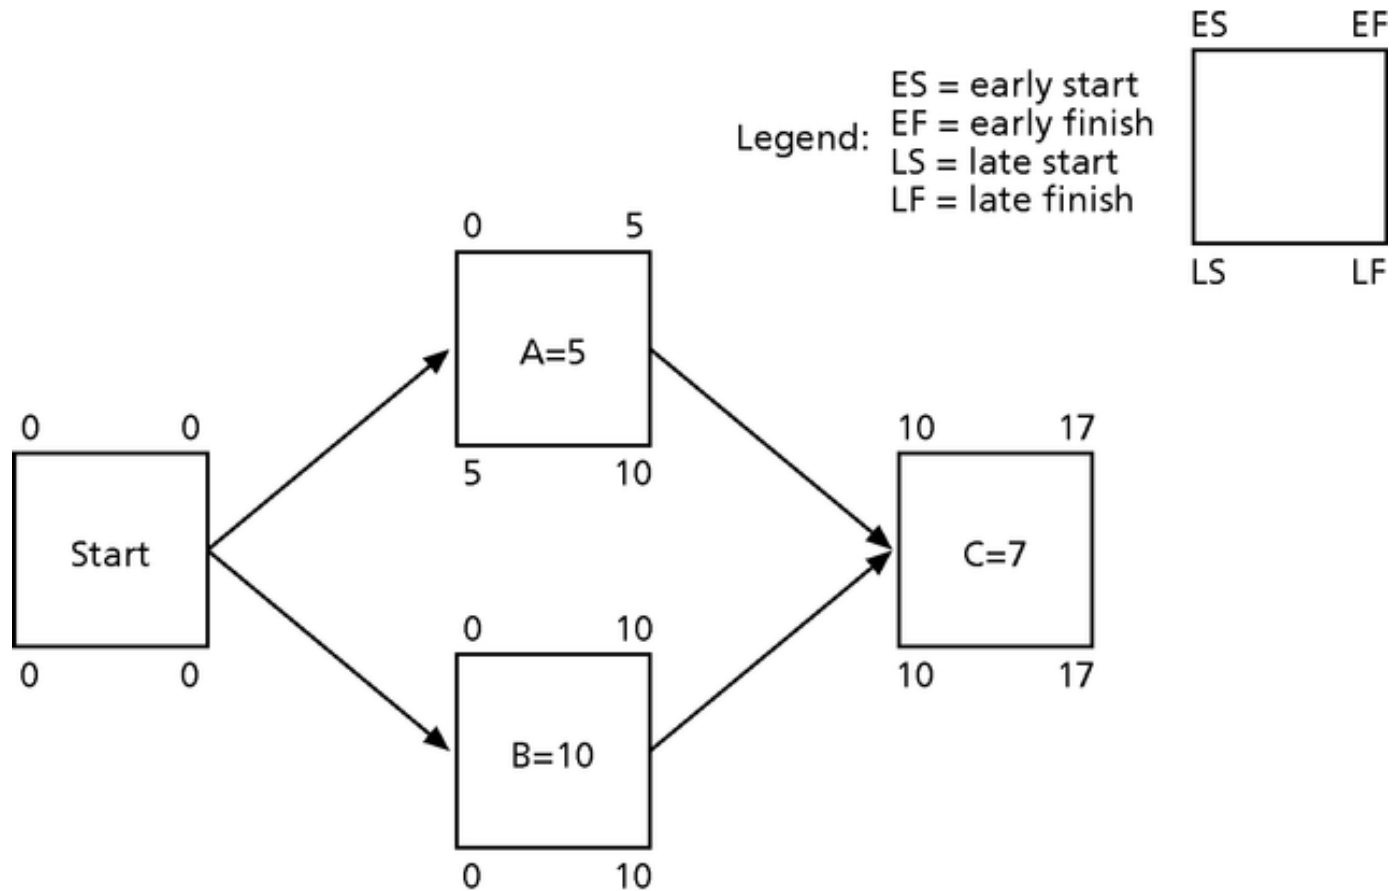 ES EF
ES = early start
EF = early finish
Legend:
LS = late start
LF = late finish
LS LF
0 5
A=5
5 10
0 0
Start
0 0
10 17
C=7
10 17
0 10
B=10
0 10